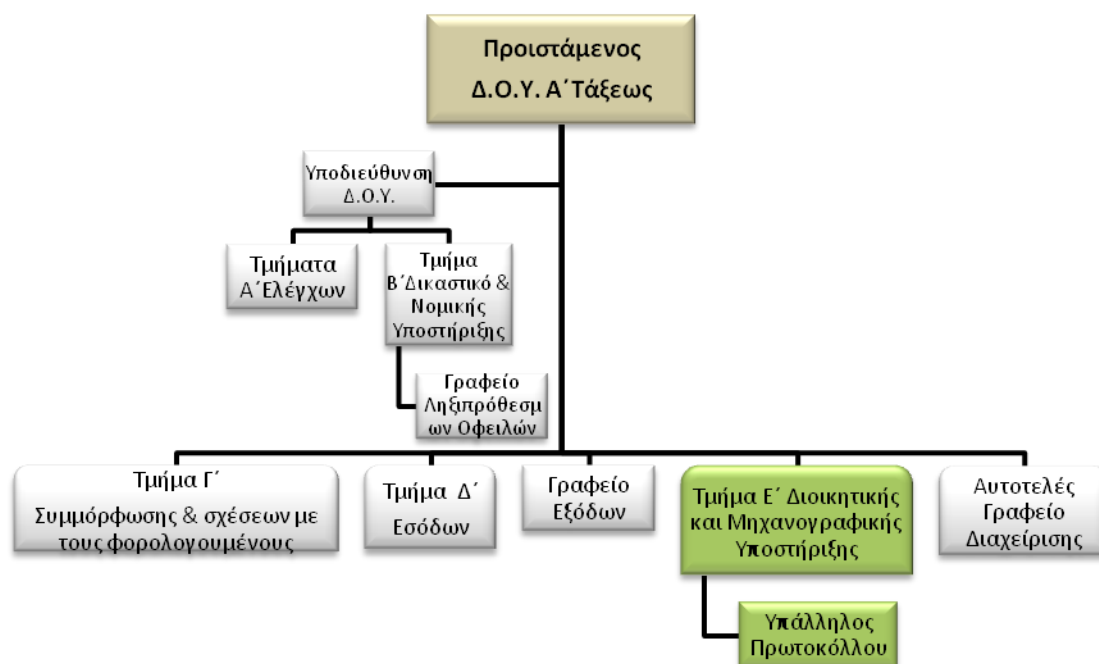 Προιστάμενος
Δ.Ο.Υ. Α΄Τάξεως
Υποδιεύθυνση
Δ.Ο.Υ.
Τμήματα
Α΄Ελέγχων
Τμήμα
Β΄Δικαστικό &
Νομικής
Υποστήριξης
Γραφείο
Ληξιπρόθεσμ
ων Οφειλών
Τμήμα Γ΄
Συμμόρφωσης & σχέσεων με
τους φορολογουμένους
Τμήμα Δ΄
Εσόδων
Γραφείο
Εξόδων
Τμήμα Ε΄ Διοικητικής
και Μηχανογραφικής
Υποστήριξης
Υπάλληλος
Πρωτοκόλλου
Αυτοτελές
Γραφείο
Διαχείρισης